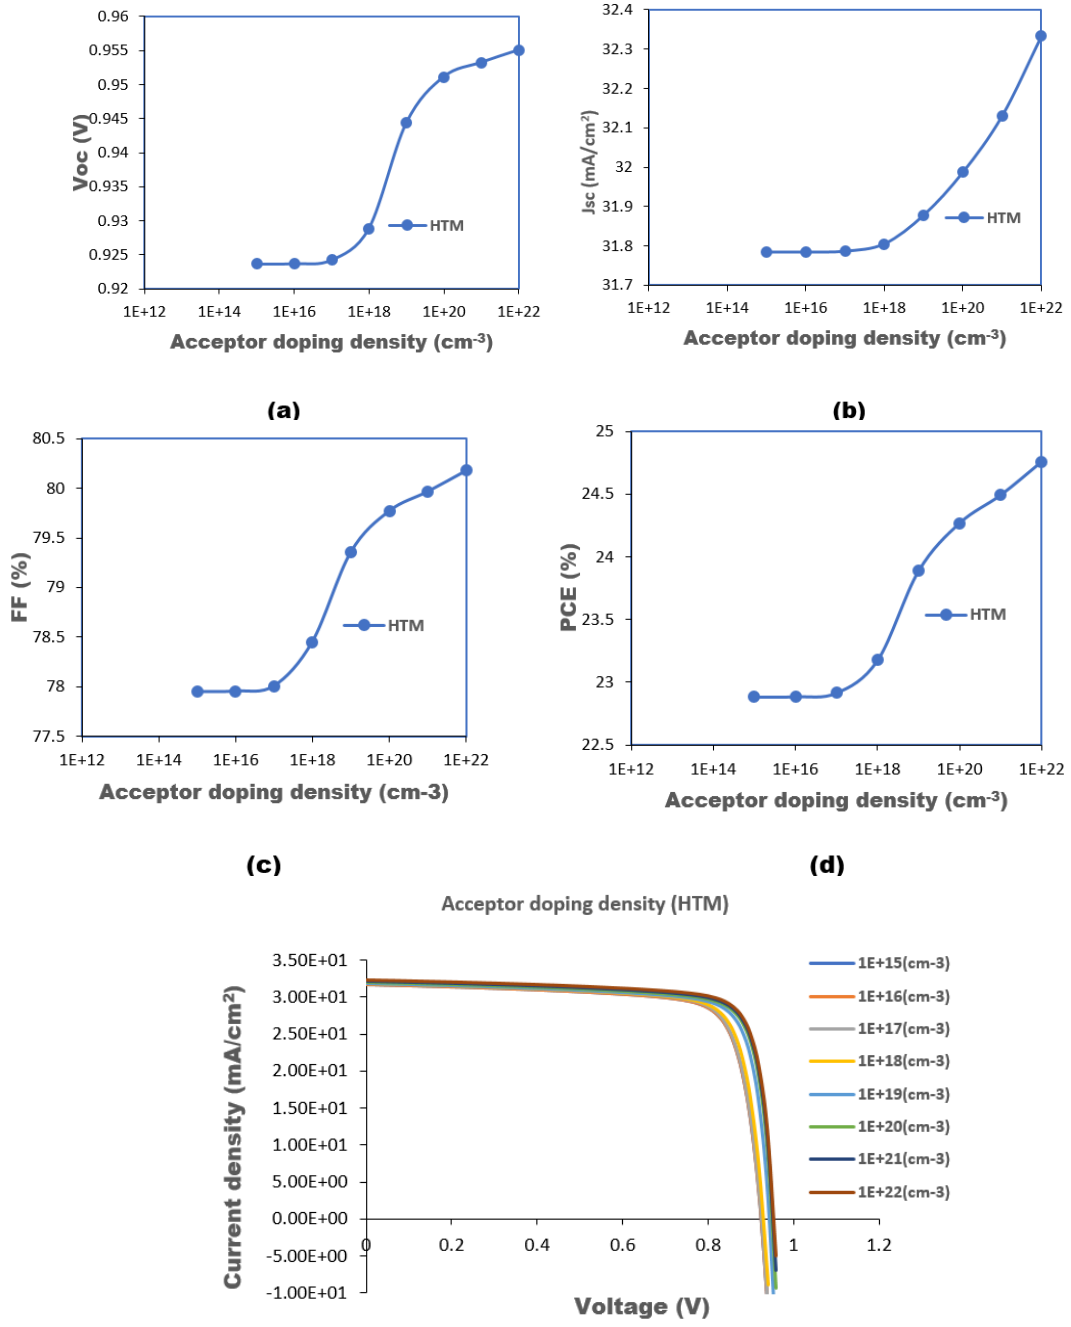 0.96
0.955
0.95
0.945
0.94
0.935
0.93
0.925
0.92
Voc (V)
HTM
1E+12 1E+14 1E+16 1E+18 1E+20 1E+22
Acceptor doping density (cm-3)
(a)
32.4
32.3
32.2
32.1
32
31.9
31.8
31.7
Jsc (mA/cm2)
HTM
1E+12 1E+14 1E+16 1E+18 1E+20 1E+22
Acceptor doping density (cm-3)
(b)
80.5
80
79.5
79
78.5
78
77.5
FF (%)
HTM
1E+12 1E+14 1E+16 1E+18 1E+20 1E+22
Acceptor doping density (cm-3)
(c)
25
24.5
24
23.5
23
22.5
PCE (%)
HTM
1E+12 1E+14 1E+16 1E+18 1E+20 1E+22
Acceptor doping density (cm-3)
(d)
Acceptor doping density (HTM)
3.50E+01
3.00E+01
2.50E+01
2.00E+01
1.50E+01
1.00E+01
5.00E+00
0.00E+00
-5.00E+00
-1.00E+01
Current density (mA/cm2)
0 0.2 0.4 0.6 0.8 1 1.2
Voltage (V)
1E+15(cm-3)
1E+16(cm-3)
1E+17(cm-3)
1E+18(cm-3)
1E+19(cm-3)
1E+20(cm-3)
1E+21(cm-3)
1E+22(cm-3)